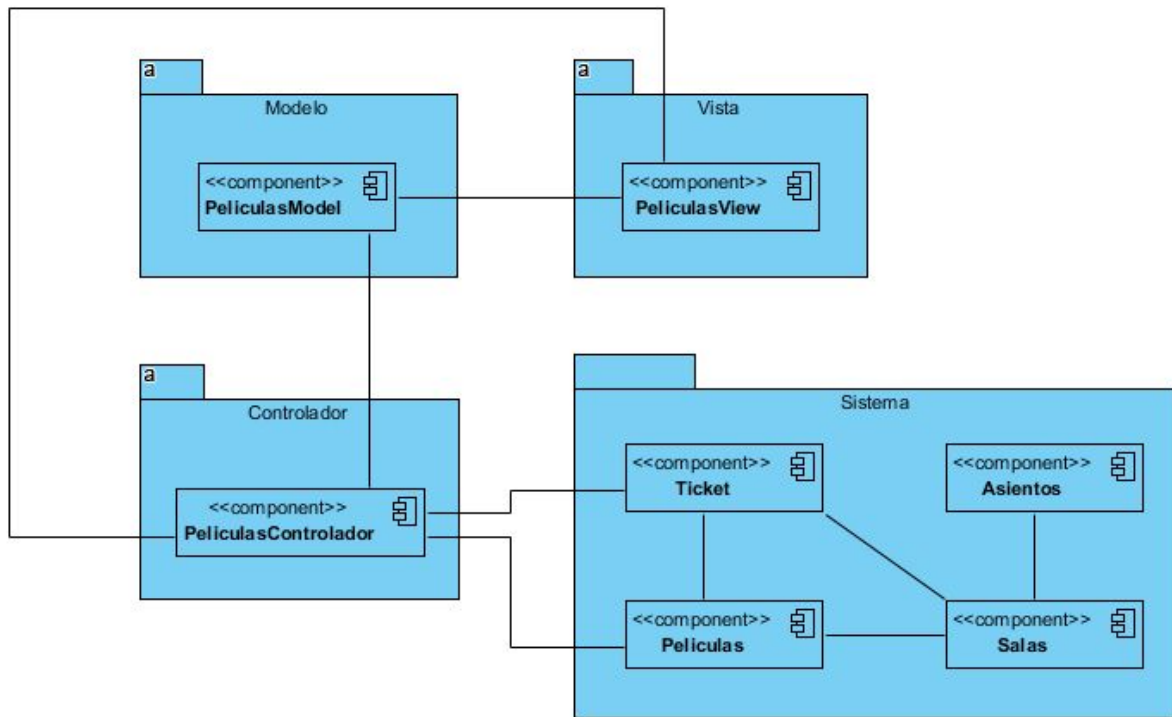 a
Modelo
<<component>>
PeliculasModel
a
Vista
<<component>>
PeliculasView
a
Controlador
<<component>>
PeliculasControlador
Sistema
<<component>>
Ticket
<<component>>
Asientos
<<component>>
Peliculas
<<component>>
Salas